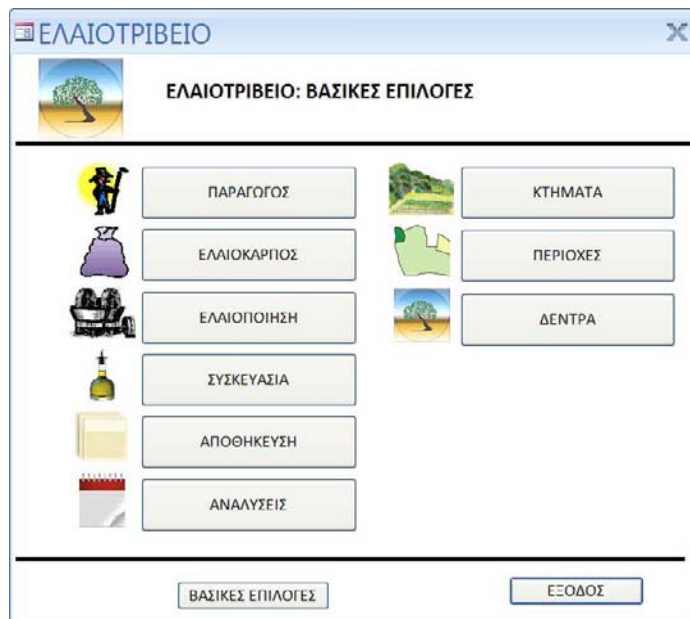 ΕΛΑΙΟΤΡΙΒΕΙΟ
ΕΛΑΙΟΤΡΙΒΕΙΟ: ΒΑΣΙΚΕΣ ΕΠΙΛΟΓΕΣ
ΠΑΡΑΓΩΓΟΣ
ΕΛΑΙΟΚΑΡΠΟΣ
ΕΛΑΙΟΠΟΙΗΣΗ
ΣΥΣΚΕΥΑΣΙΑ
ΑΠΟΘΗΚΕΥΣΗ
ΑΝΑΛΥΣΕΙΣ
ΚΤΗΜΑΤΑ
ΠΕΡΙΟΧΕΣ
ΔΕΝΤΡΑ
ΒΑΣΙΚΕΣ ΕΠΙΛΟΓΕΣ
ΕΞΟΔΟΣ